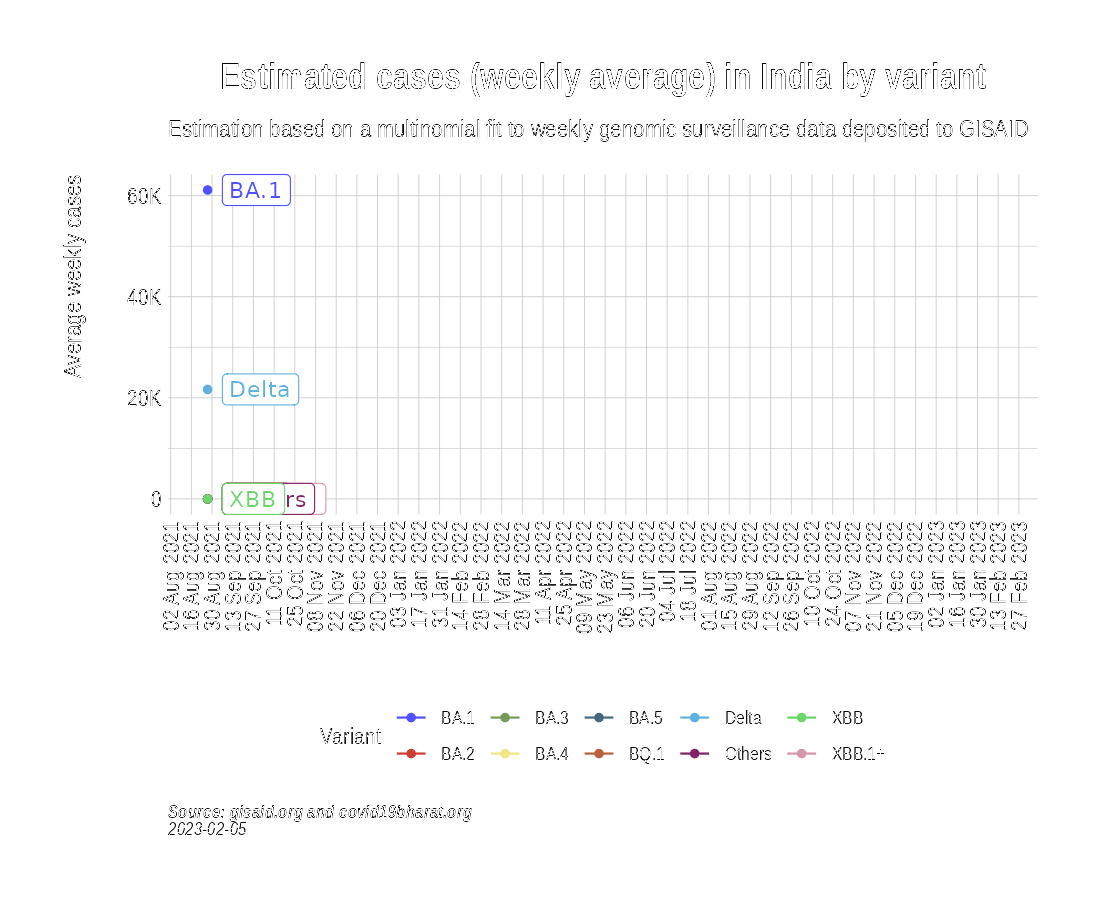 Estimated cases (weekly average) in India by variant
Estimation based on a multinomial fit to weekly genomic surveillance data deposited to GISAID
Average weekly cases
60K
40K
20K
0
BA.1
Delta
XBB
rs
02 Aug 2021
16 Aug 2021
30 Aug 2021
13 Sep 2021
27 Sep 2021
11 Oct 2021
25 Oct 2021
08 Nov 2021
22 Nov 2021
06 Dec 2021
20 Dec 2021
03 Jan 2022
17 Jan 2022
31 Jan 2022
14 Feb 2022
28 Feb 2022
14 Mar 2022
28 Mar 2022
11 Apr 2022
25 Apr 2022
09 May 2022
23 May 2022
06 Jun 2022
20 Jun 2022
04 Jul 2022
18 Jul 2022
01 Aug 2022
15 Aug 2022
29 Aug 2022
12 Sep 2022
26 Sep 2022
10 Oct 2022
24 Oct 2022
07 Nov 2022
21 Nov 2022
05 Dec 2022
19 Dec 2022
02 Jan 2023
16 Jan 2023
30 Jan 2023
13 Feb 2023
27 Feb 2023
Variant
BA.1 BA.3 BA.5 Delta XBB
BA.2 BA.4 BQ.1 Others XBB.1+
Source: gisaid.org and covid19bharat.org
2023-02-05